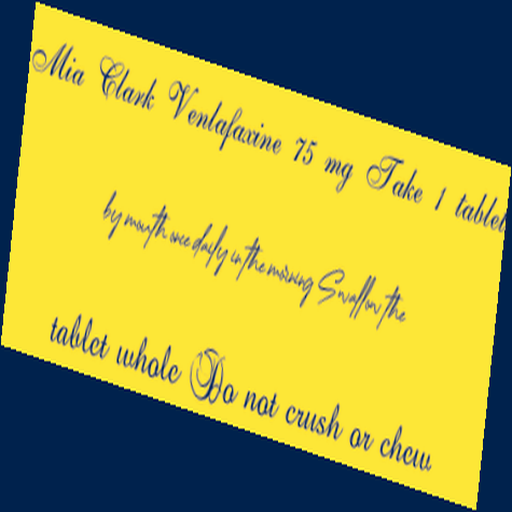 Mia Clark Venlafaxine 75 mg Take 1 tablet
by mouth once daily in the morning Swallow the
tablet whole Do not crush or chew